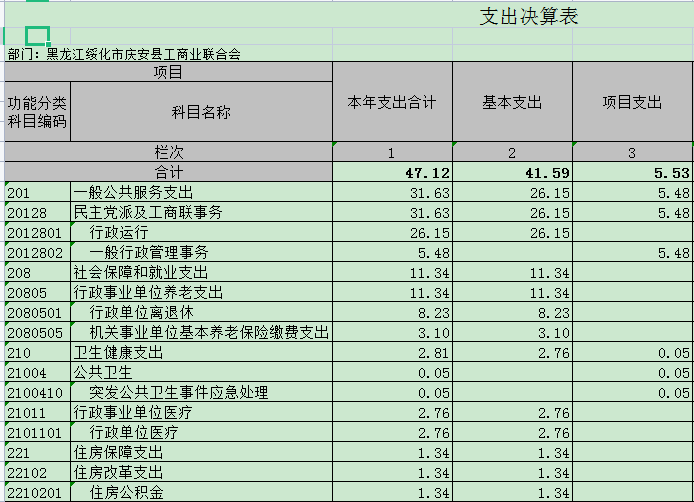 支出决算表
部门：黑龙江绥化市庆安县工商业联合会
项目 本年支出合计 基本支出 项目支出
功能分类科目编码 科目名称
栏次 1 2 3
合计 47.12 41.59 5.53
201 一般公共服务支出 31.63 26.15 5.48
20128 民主党派及工商联事务 31.63 26.15 5.48
2012801 行政运行 26.15 26.15
2012802 一般行政管理事务 5.48 5.48
208 社会保障和就业支出 11.34 11.34
20805 行政事业单位养老支出 11.34 11.34
2080501 行政单位离退休 8.23 8.23
2080505 机关事业单位基本养老保险缴费支出 3.10 3.10
210 卫生健康支出 2.81 2.76 0.05
21004 公共卫生 0.05 0.05
2100410 突发公共卫生事件应急处理 0.05 0.05
21011 行政事业单位医疗 2.76 2.76
2101101 行政单位医疗 2.76 2.76
221 住房保障支出 1.34 1.34
22102 住房改革支出 1.34 1.34
2210201 住房公积金 1.34 1.34